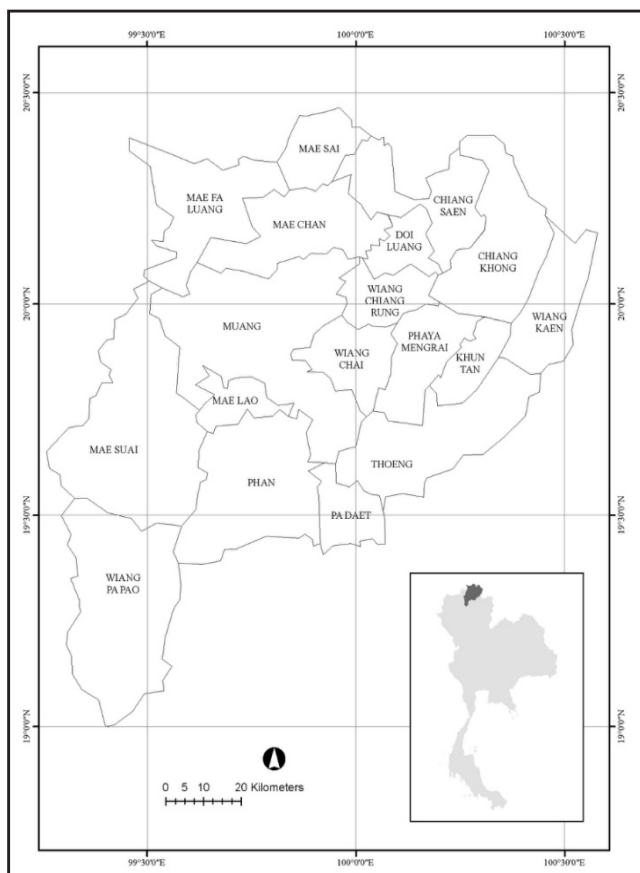 99°30'0"E 100°0'0"E 100°30'0"E
20°30'0"N 20°30'0"N
MAE SAI
MAE FA
LUANG
CHIANG
SAEN
MAE CHAN
DOI
LUANG
CHIANG
KHONG
20°0'0"N 20°0'0"N
WIANG
CHIANG
RUNG
WIANG
KAEN
MUANG
PHAYA
MENGRAI
WIANG
CHAI
KHUN
TAN
MAE LAO
MAE SUAI
THOENG
PHAN
19°30'0"N 19°30'0"N
PA DAET
WIANG
PA PAO
19°0'0"N 19°0'0"N
0 5 10 20 Kilometers
99°30'0"E 100°0'0"E 100°30'0"E